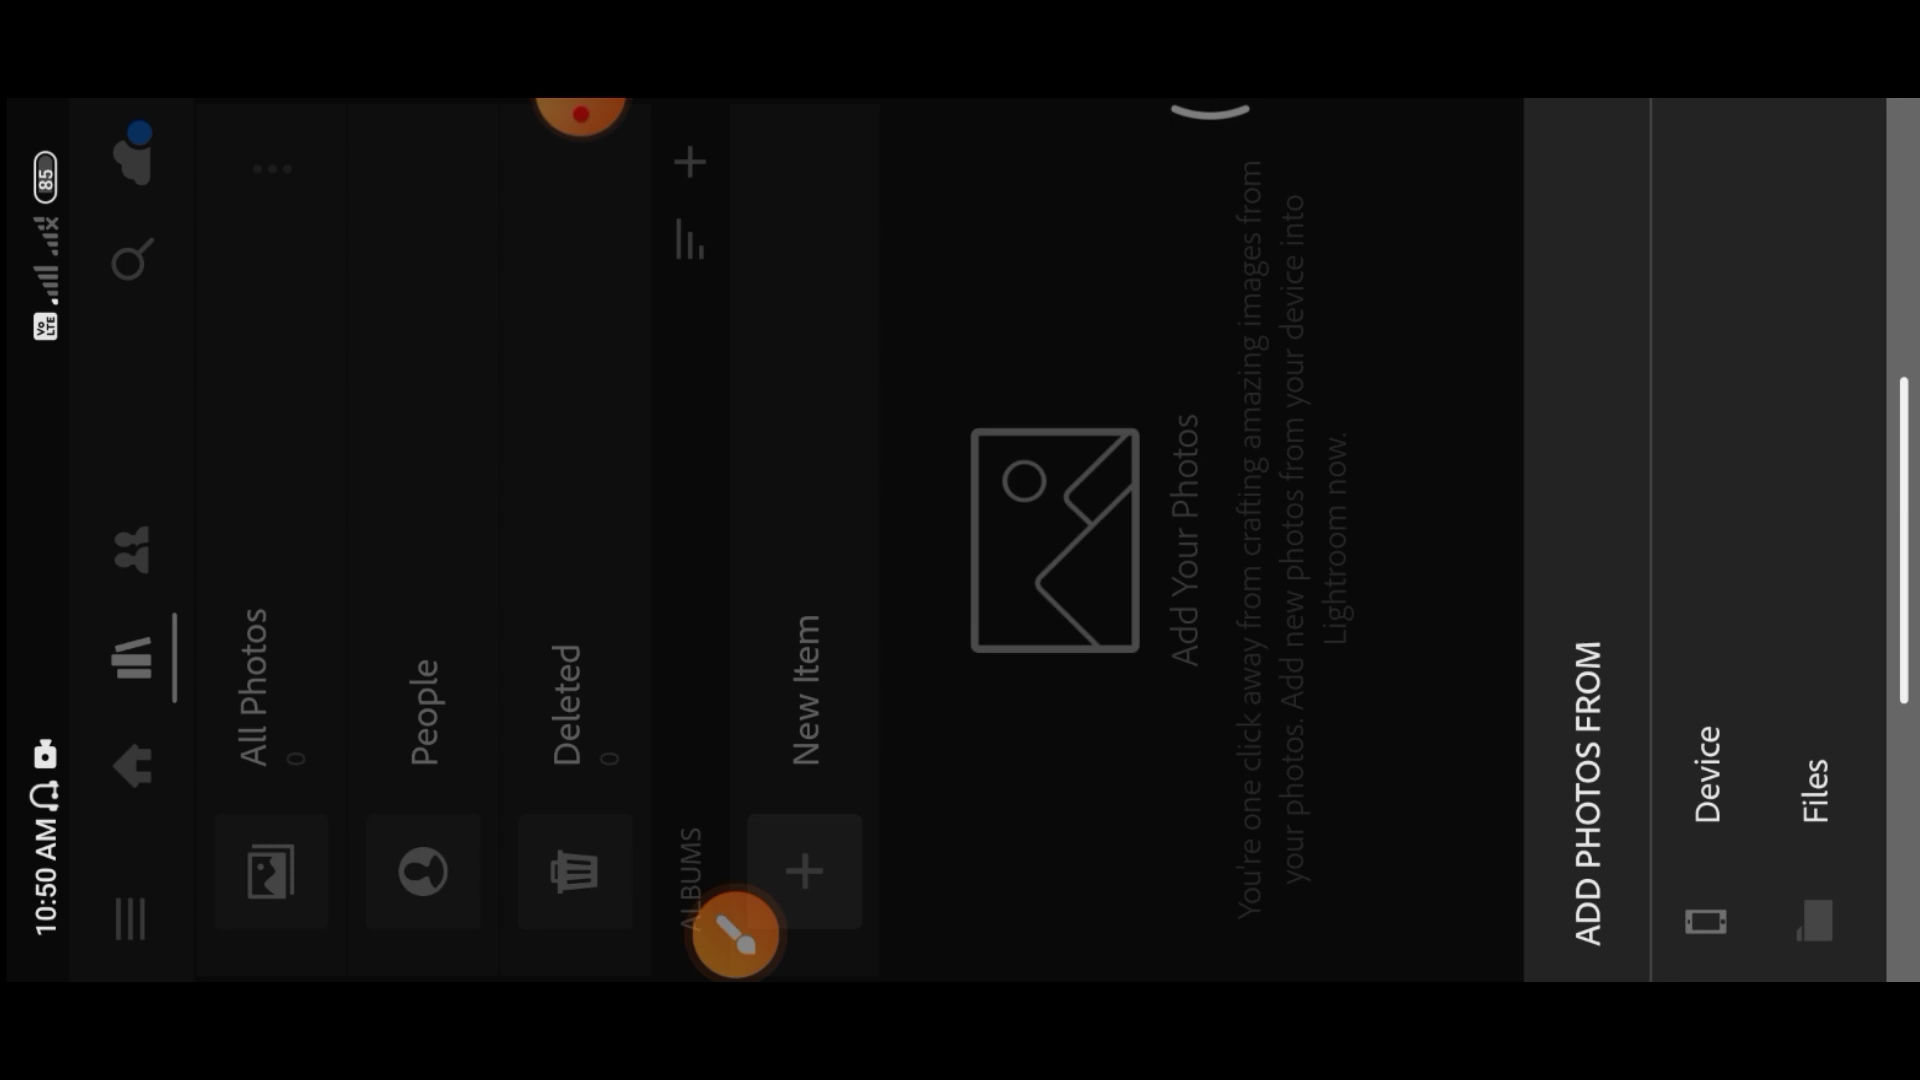 10:50 AM
Vo LTE
85
All Photos
0
People
Deleted
0
ALBUMS
New Item
Add Your Photos
You're one click away from crafting amazing images from
your photos. Add new photos from your device into
Lightroom now.
ADD PHOTOS FROM
Device
Files